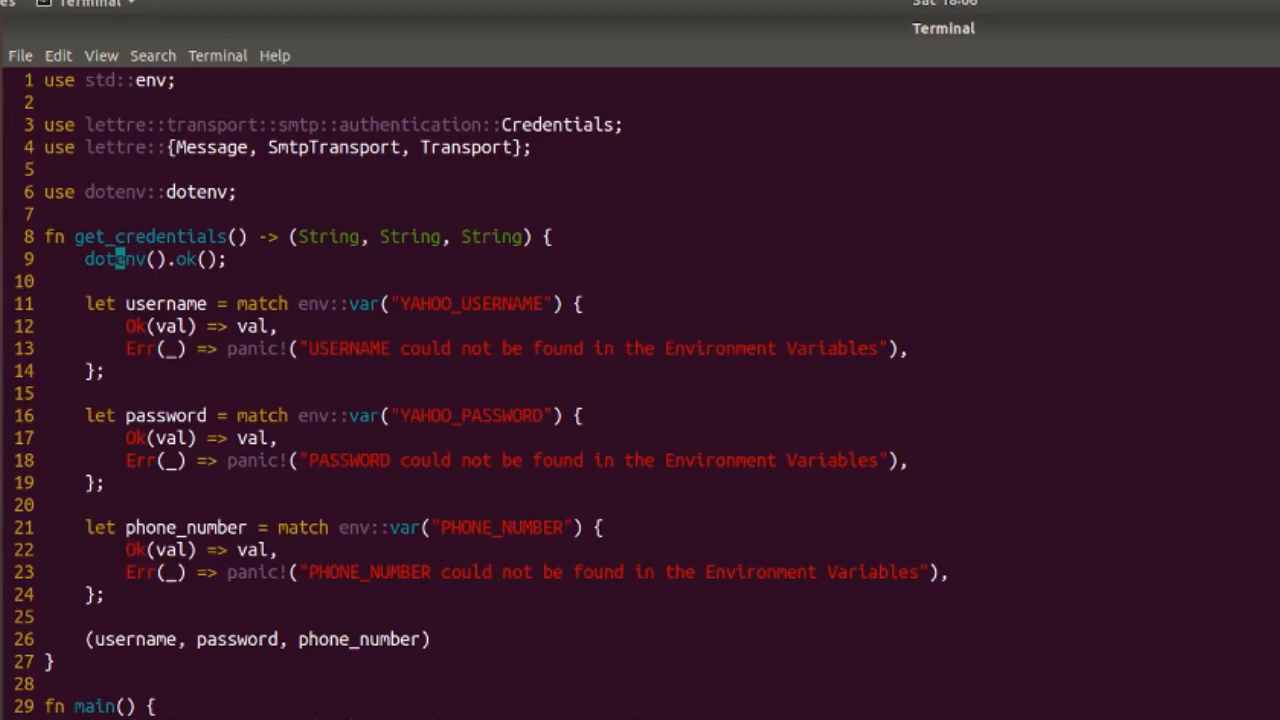 Terminal
Sat 18:06
Terminal
File Edit View Search Terminal Help
1 use std::env;
2
3 use lettre::transport::smtp::authentication::Credentials;
4 use lettre::{Message, SmtpTransport, Transport};
5
6 use dotenv::dotenv;
7
8 fn get_credentials() -> (String, String, String) {
9     dotenv().ok();
10
11     let username = match env::var("YAHOO_USERNAME") {
12         Ok(val) => val,
13         Err(_) => panic!("USERNAME could not be found in the Environment Variables"),
14     };
15
16     let password = match env::var("YAHOO_PASSWORD") {
17         Ok(val) => val,
18         Err(_) => panic!("PASSWORD could not be found in the Environment Variables"),
19     };
20
21     let phone_number = match env::var("PHONE_NUMBER") {
22         Ok(val) => val,
23         Err(_) => panic!("PHONE_NUMBER could not be found in the Environment Variables"),
24     };
25
26     (username, password, phone_number)
27 }
28
29 fn main() {